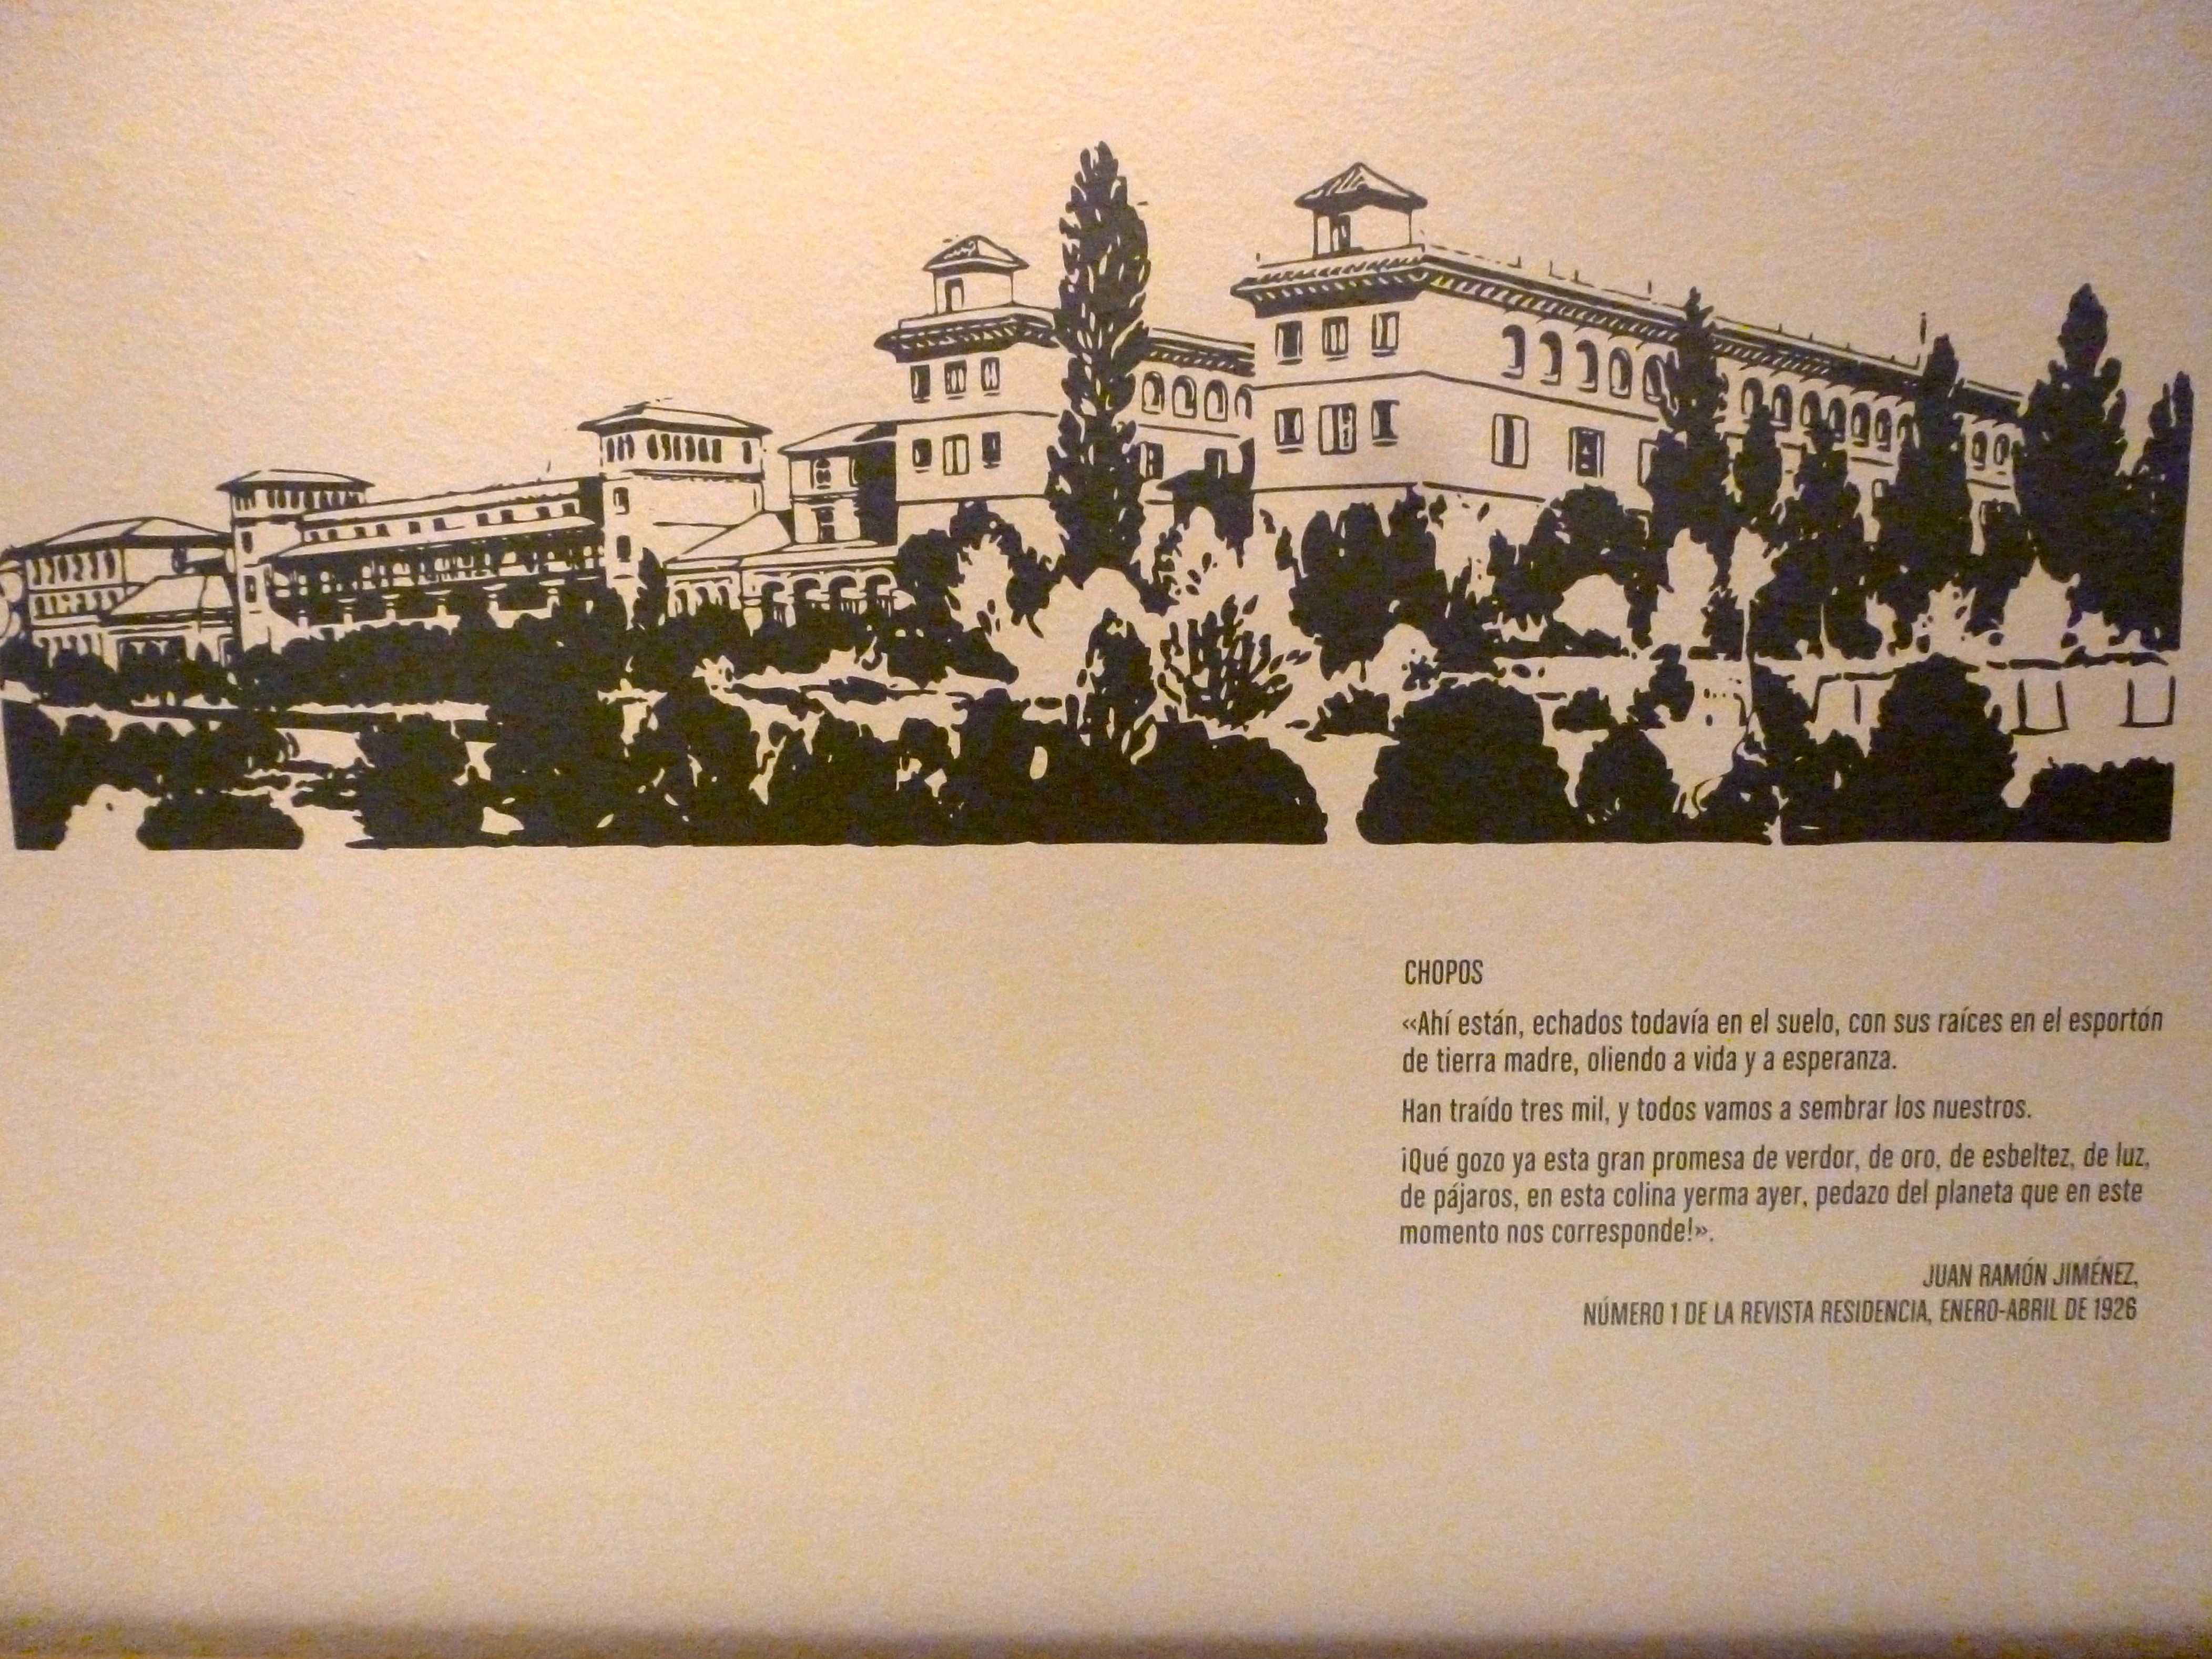 CHOPOS
«Ahí están, echados todavía en el suelo, con sus raíces en el esportón
de tierra madre, oliendo a vida y a esperanza.
Han traído tres mil, y todos vamos a sembrar los nuestros.
¡Qué gozo ya esta gran promesa de verdor, de oro, de esbeltez, de luz,
de pájaros, en esta colina yerma ayer, pedazo del planeta que en este
momento nos corresponde!».
JUAN RAMÓN JIMÉNEZ,
NÚMERO 1 DE LA REVISTA RESIDENCIA, ENERO-ABRIL DE 1926